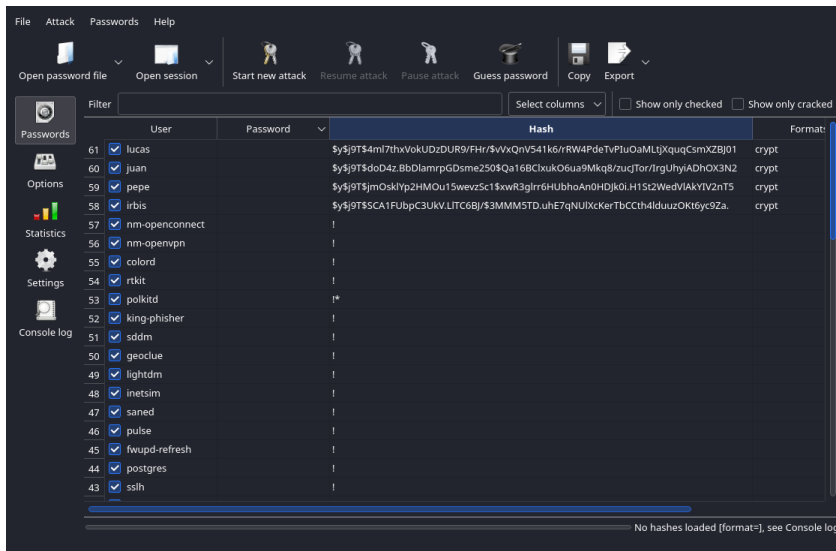 File Attack Passwords Help
Open password file Open session Start new attack Resume attack Pause attack Guess password Copy Export
Passwords
Options
Statistics
Settings
Console log
Filter Select columns Show only checked Show only cracked
User Password Hash Formats
61 lucas $y$j9T$4ml7thxVokUDzDUR9/FHr/$vVxQnV541k6/rRW4PdeTvPIuOaMLtjXquqCsmXZBJ01 crypt
60 juan $y$j9T$doD4z.BbDlamrpGDsme250$Qa16BClxukO6ua9Mkq8/zucJTor/IrgUhyiADhOX3N2 crypt
59 pepe $y$j9T$jmOsklYp2HMOu15wevzSc1$xwR3glrr6HUbhoAn0HDJk0i.H1St2WedVlAkYIV2nT5 crypt
58 irbis $y$j9T$SCA1FUbpC3UkV.LlTC6BJ/$3MMM5TD.uhE7qNUlXcKerTbCCth4lduuzOKt6yc9Za. crypt
57 nm-openconnect !
56 nm-openvpn !
55 colord !
54 rtkit !
53 polkitd !*
52 king-phisher !
51 sddm !
50 geoclue !
49 lightdm !
48 inetsim !
47 saned !
46 pulse !
45 fwupd-refresh !
44 postgres !
43 sslh !
No hashes loaded [format=], see Console log